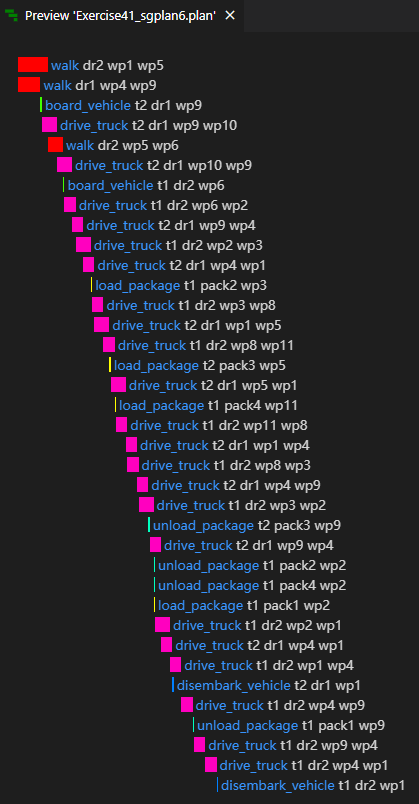 Preview 'Exercise41_sgplan6.plan' ×
walk dr2 wp1 wp5
walk dr1 wp4 wp9
board_vehicle t2 dr1 wp9
drive_truck t2 dr1 wp9 wp10
walk dr2 wp5 wp6
drive_truck t2 dr1 wp10 wp9
board_vehicle t1 dr2 wp6
drive_truck t1 dr2 wp6 wp2
drive_truck t2 dr1 wp9 wp4
drive_truck t1 dr2 wp2 wp3
drive_truck t2 dr1 wp4 wp1
load_package t1 pack2 wp3
drive_truck t1 dr2 wp3 wp8
drive_truck t2 dr1 wp1 wp5
drive_truck t1 dr2 wp8 wp11
load_package t2 pack3 wp5
drive_truck t2 dr1 wp5 wp1
load_package t1 pack4 wp11
drive_truck t1 dr2 wp11 wp8
drive_truck t2 dr1 wp1 wp4
drive_truck t1 dr2 wp8 wp3
drive_truck t2 dr1 wp4 wp9
drive_truck t1 dr2 wp3 wp2
unload_package t2 pack3 wp9
drive_truck t2 dr1 wp9 wp4
unload_package t1 pack2 wp2
unload_package t1 pack4 wp2
load_package t1 pack1 wp2
drive_truck t1 dr2 wp2 wp1
drive_truck t2 dr1 wp4 wp1
drive_truck t1 dr2 wp1 wp4
disembark_vehicle t2 dr1 wp1
drive_truck t1 dr2 wp4 wp9
unload_package t1 pack1 wp9
drive_truck t1 dr2 wp9 wp4
drive_truck t1 dr2 wp4 wp1
disembark_vehicle t1 dr2 wp1